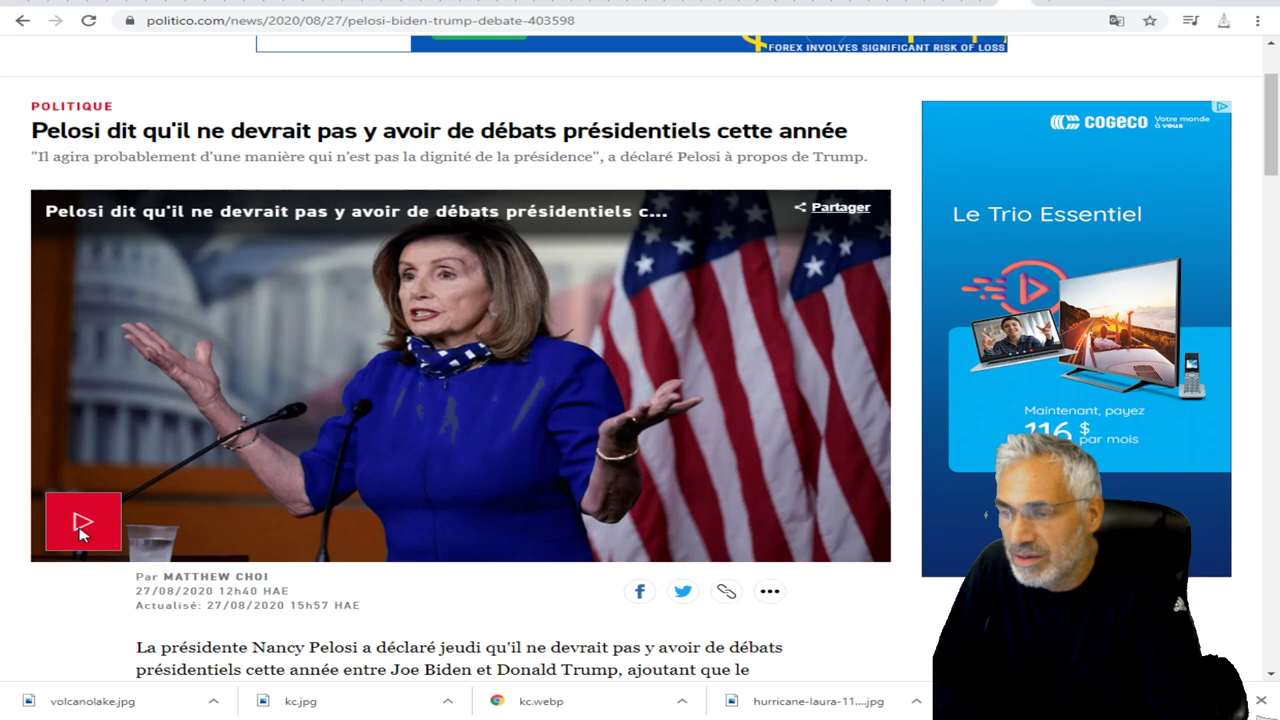 politico.com/news/2020/08/27/pelosi-biden-trump-debate-403598
FOREX INVOLVES SIGNIFICANT RISK OF LOSS
POLITIQUE
Pelosi dit qu'il ne devrait pas y avoir de débats présidentiels cette année
"Il agira probablement d'une manière qui n'est pas la dignité de la présidence", a déclaré Pelosi à propos de Trump.
Pelosi dit qu'il ne devrait pas y avoir de débats présidentiels c...
Partager
COGECO
Votre monde
à vous
Le Trio Essentiel
Maintenant, payez
116 $
par mois
Par MATTHEW CHOI
27/08/2020 12h40 HAE
Actualisé: 27/08/2020 15h57 HAE
La présidente Nancy Pelosi a déclaré jeudi qu'il ne devrait pas y avoir de débats
présidentiels cette année entre Joe Biden et Donald Trump, ajoutant que le
volcanolake.jpg
kc.jpg
kc.webp
hurricane-laura-11....jpg